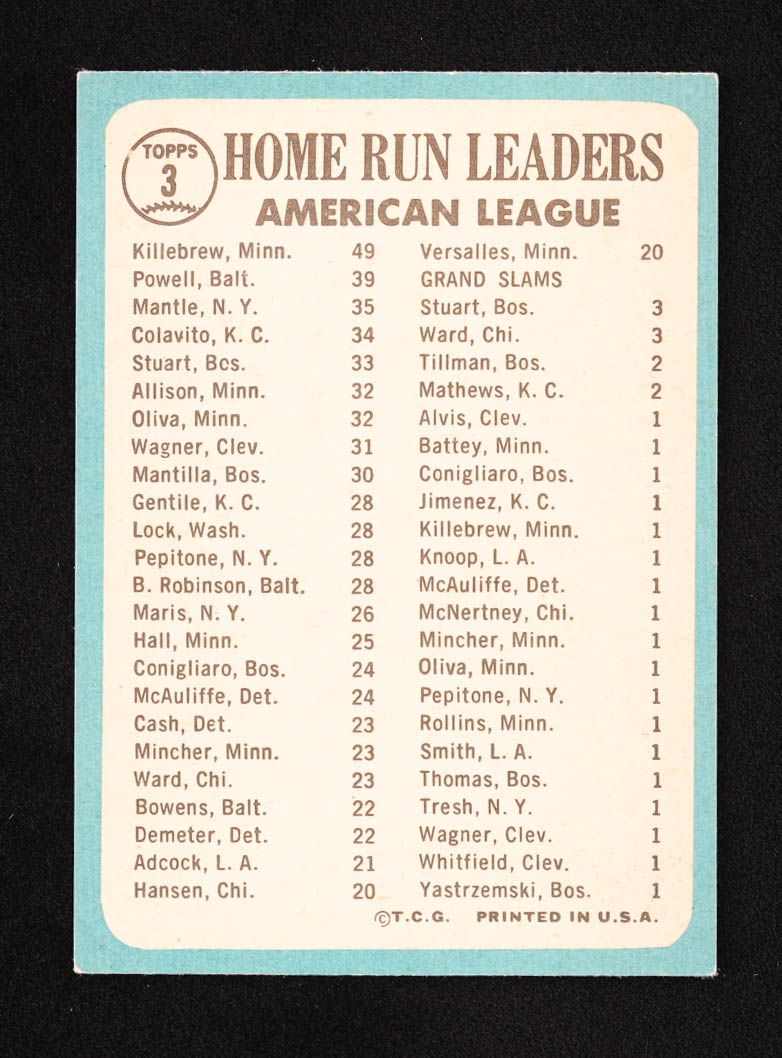 TOPPS
3
HOME RUN LEADERS
AMERICAN LEAGUE
Killebrew, Minn. 49
Powell, Balt. 39
Mantle, N. Y. 35
Colavito, K. C. 34
Stuart, Bos. 33
Allison, Minn. 32
Oliva, Minn. 32
Wagner, Clev. 31
Mantilla, Bos. 30
Gentile, K. C. 28
Lock, Wash. 28
Pepitone, N. Y. 28
B. Robinson, Balt. 28
Maris, N. Y. 26
Hall, Minn. 25
Conigliaro, Bos. 24
McAuliffe, Det. 24
Cash, Det. 23
Mincher, Minn. 23
Ward, Chi. 23
Bowens, Balt. 22
Demeter, Det. 22
Adcock, L. A. 21
Hansen, Chi. 20
Versalles, Minn. 20
GRAND SLAMS
Stuart, Bos. 3
Ward, Chi. 3
Tillman, Bos. 2
Mathews, K. C. 2
Alvis, Clev. 1
Battey, Minn. 1
Conigliaro, Bos. 1
Jimenez, K. C. 1
Killebrew, Minn. 1
Knoop, L. A. 1
McAuliffe, Det. 1
McNertney, Chi. 1
Mincher, Minn. 1
Oliva, Minn. 1
Pepitone, N. Y. 1
Rollins, Minn. 1
Smith, L. A. 1
Thomas, Bos. 1
Tresh, N. Y. 1
Wagner, Clev. 1
Whitfield, Clev. 1
Yastrzemski, Bos. 1
©T.C.G. PRINTED IN U.S.A.